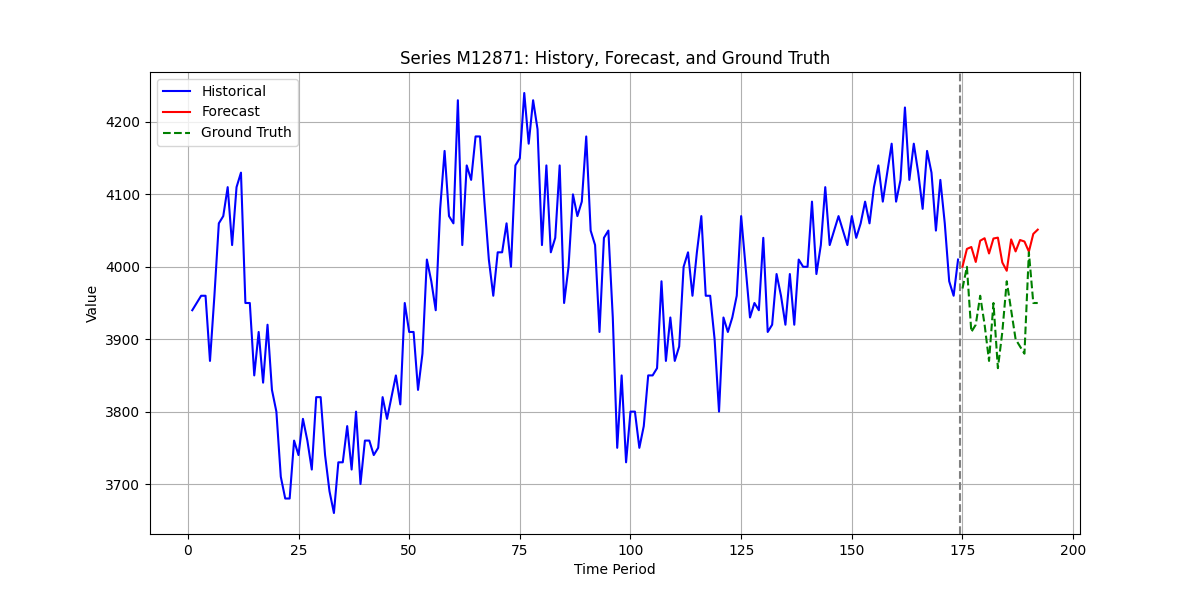 Series M12871: History, Forecast, and Ground Truth
Historical
Forecast
Ground Truth
4200
4100
4000
3900
3800
3700
Value
0 25 50 75 100 125 150 175 200
Time Period